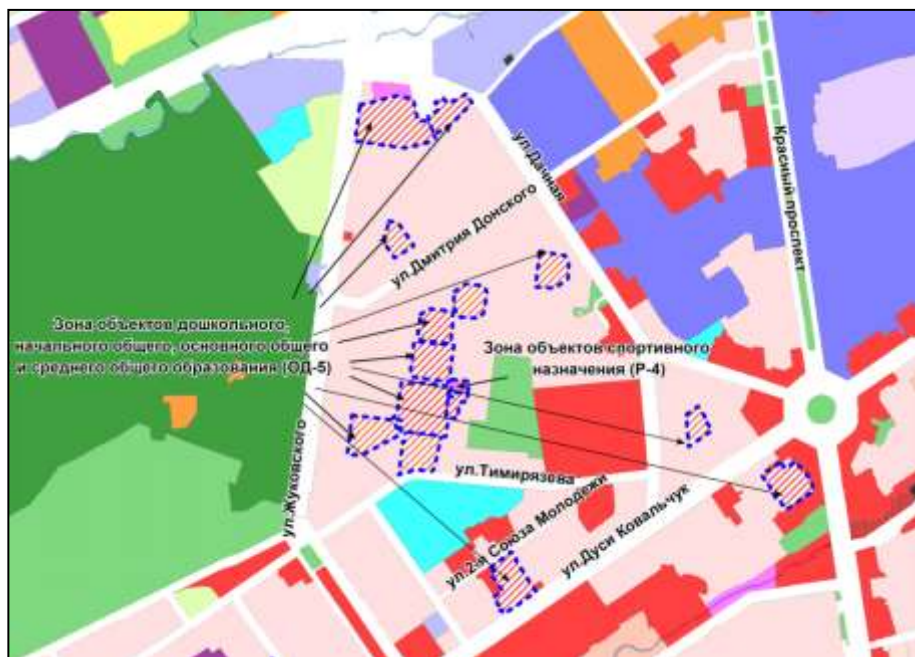 ул.Дачная
Красный проспект
ул.Дмитрия Донского
Зона объектов дошкольного,
начального общего, основного общего
и среднего общего образования (ОД-5)
Зона объектов спортивного
назначения (Р-4)
ул.Жуковского
ул.Тимирязева
ул.2-я Союза Молодежи
ул.Дуси Ковальчук